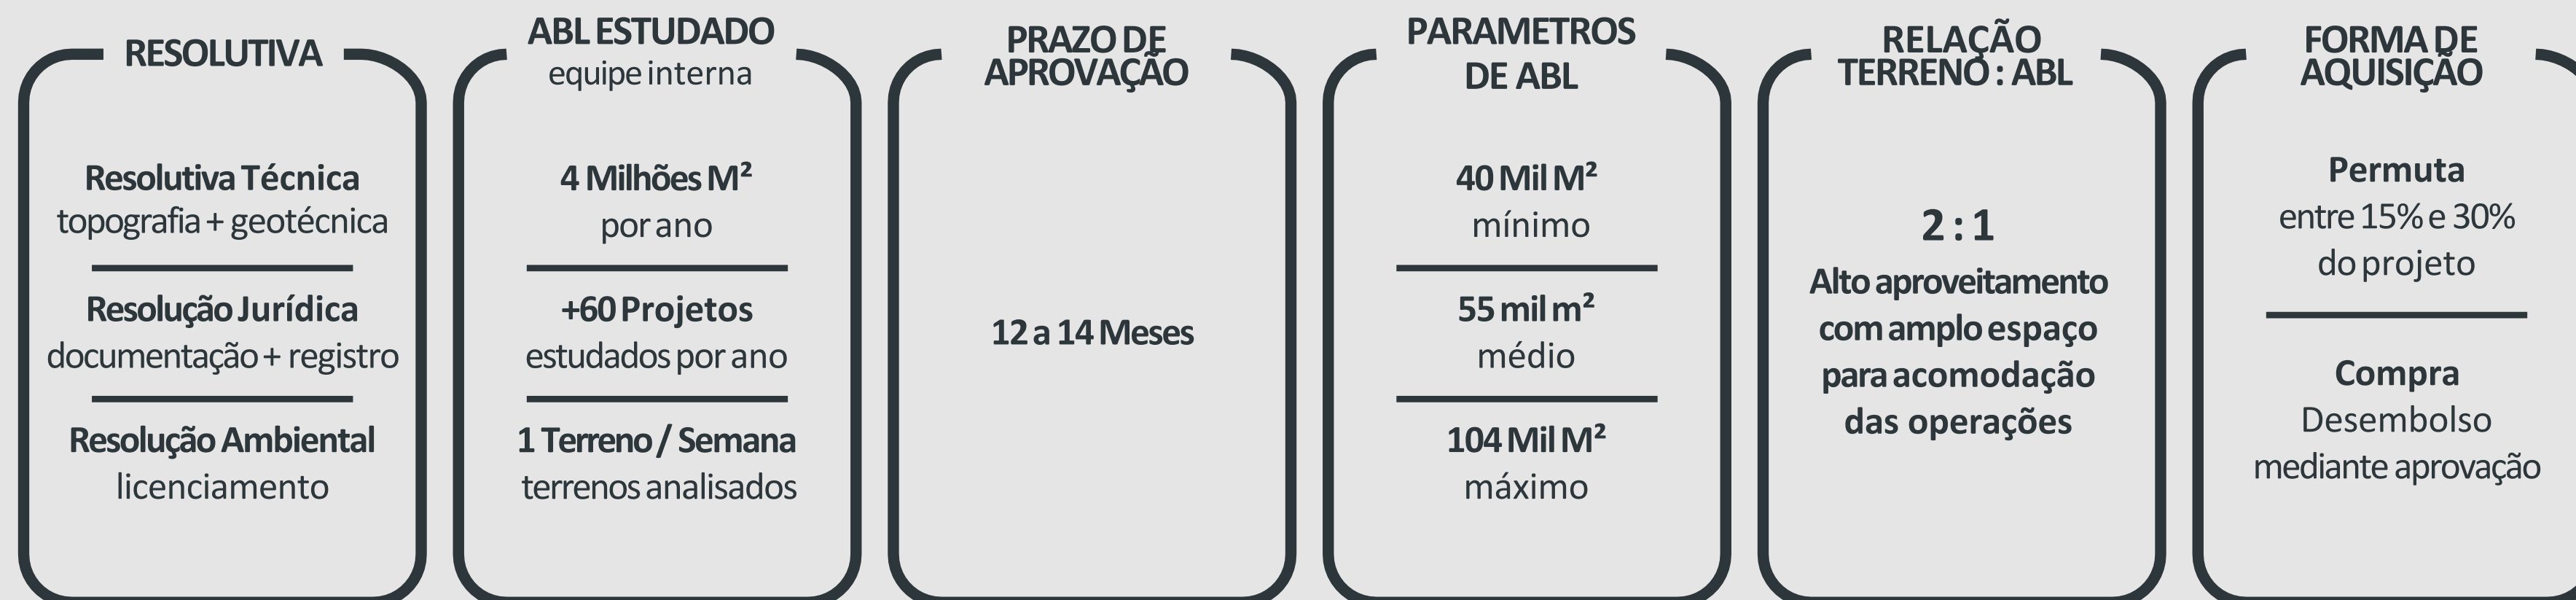 RESOLUTIVA
Resolutiva Técnica
topografia + geotécnica
Resolução Jurídica
documentação + registro
Resolução Ambiental
licenciamento
ABL ESTUDADO
equipe interna
4 Milhões M²
por ano
+60 Projetos
estudados por ano
1 Terreno / Semana
terrenos analisados
PRAZO DE
APROVAÇÃO
12 a 14 Meses
PARAMETROS
DE ABL
40 Mil M²
mínimo
55 mil m²
médio
104 Mil M²
máximo
RELAÇÃO
TERRENO : ABL
2 : 1
Alto aproveitamento
com amplo espaço
para acomodação
das operações
FORMA DE
AQUISIÇÃO
Permuta
entre 15% e 30%
do projeto
Compra
Desembolso
mediante aprovação